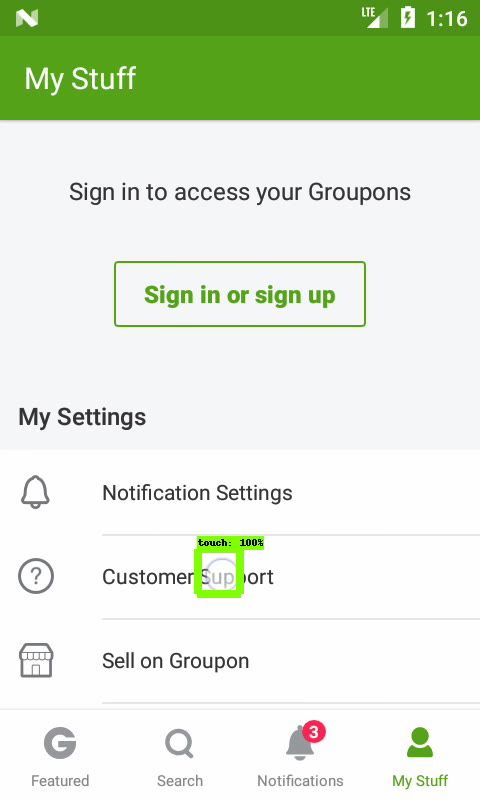 LTE 1:16
My Stuff
Sign in to access your Groupons
Sign in or sign up
My Settings
Notification Settings
touch: 100%
Customer Support
Sell on Groupon
3
Featured Search Notifications My Stuff